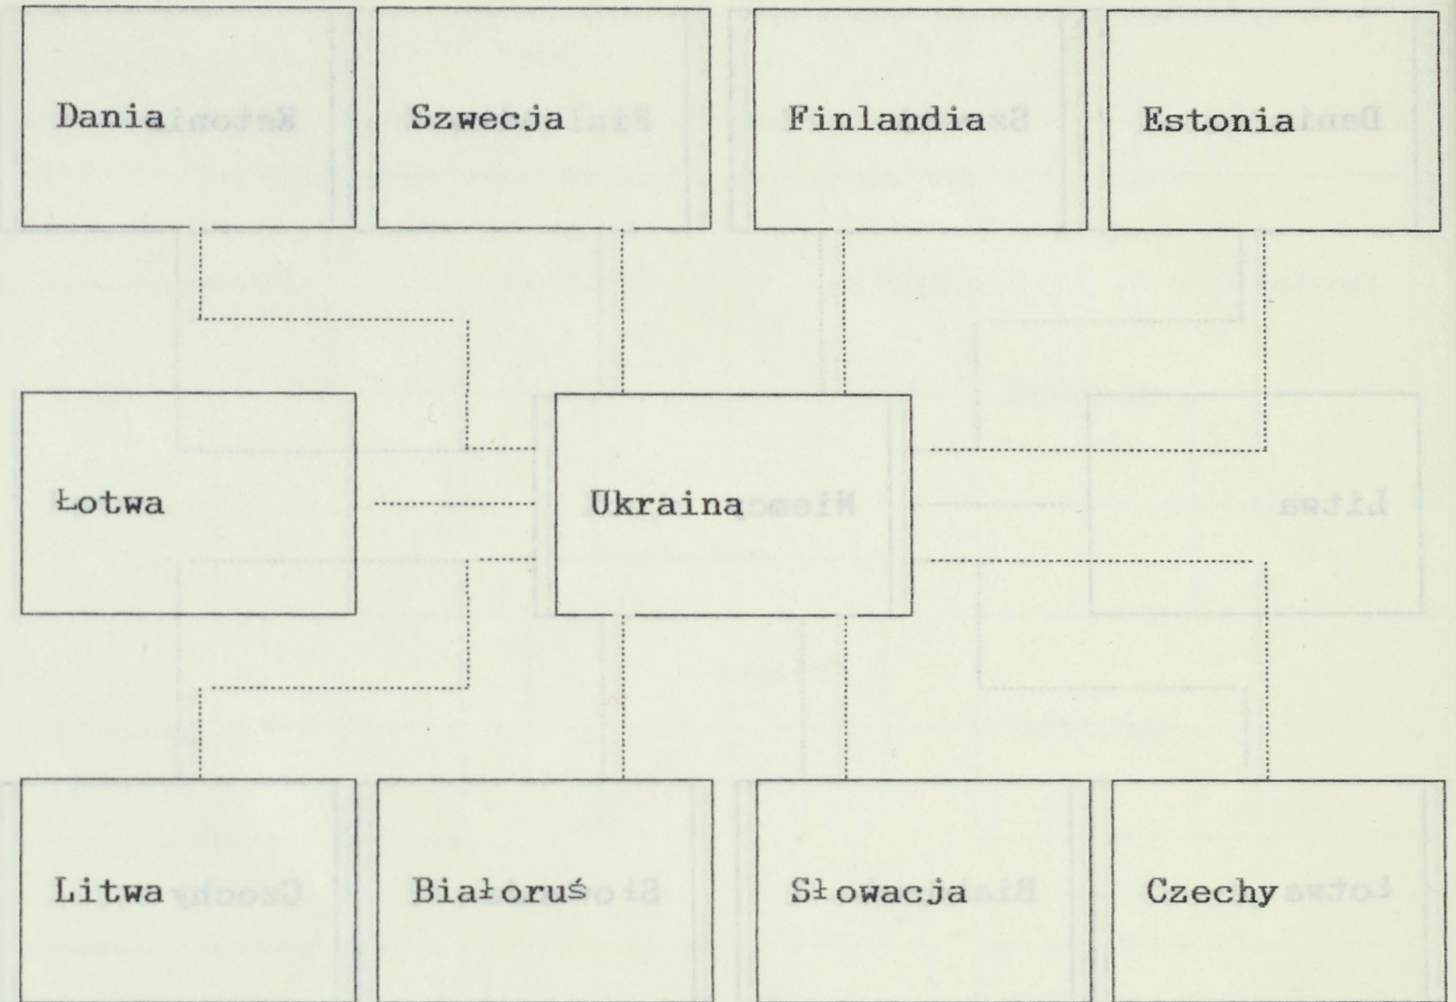 Dania
Szwecja
Finlandia
Estonia
Łotwa
Ukraina
Litwa
Białoruś
Słowacja
Czechy